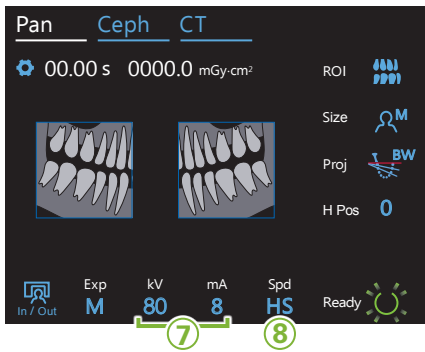 Pan Ceph CT
00.00 s 0000.0 mGy·cm²
ROI
Size M
Proj BW
H Pos 0
Exp kV mA Spd
In / Out M 80 8 HS Ready
7 8